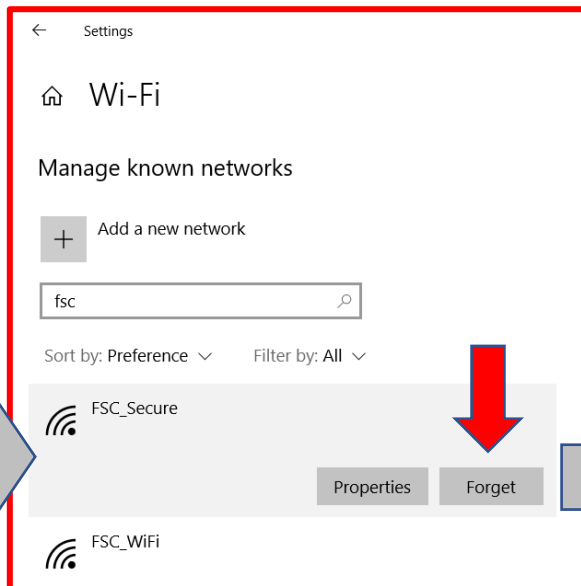 Settings
Wi-Fi
Manage known networks
Add a new network
fsc
Sort by: Preference Filter by: All
FSC_Secure
Properties Forget
FSC_WiFi